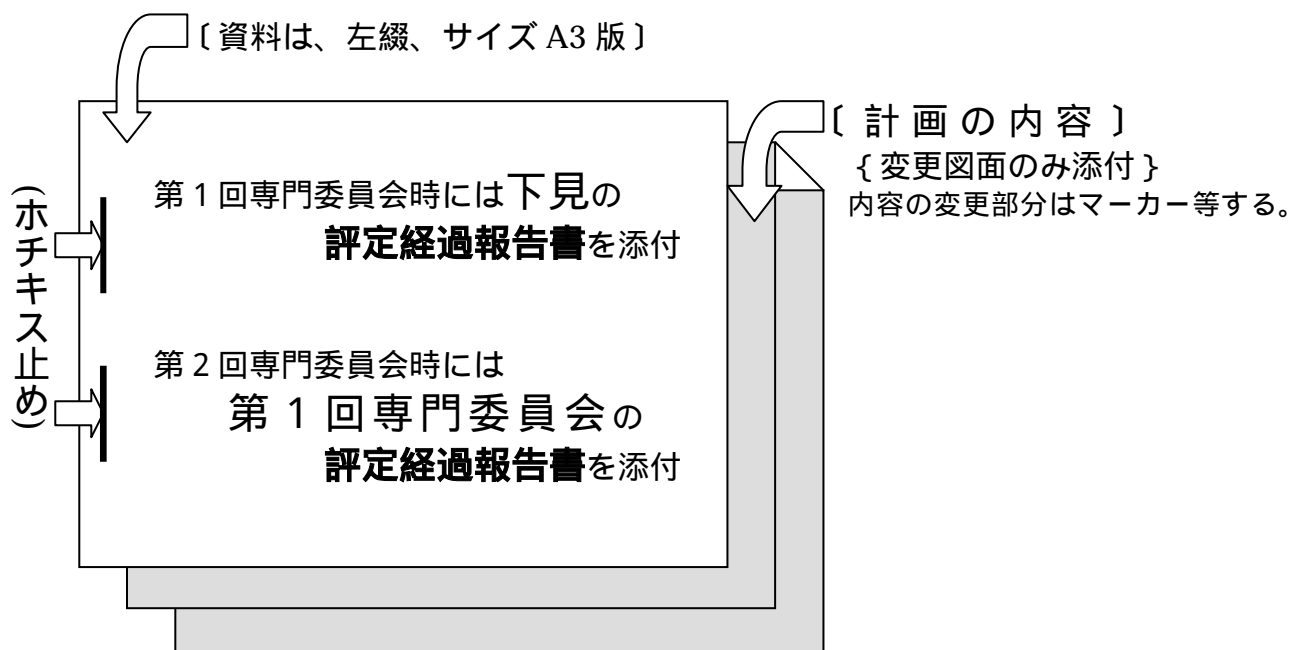 〔資料は、左綴、サイズ A3 版〕
〔計画の内容〕
{変更図面のみ添付}
内容の変更部分はマーカー等する。
(ホチキス止め)
第1回専門委員会時には下見の
評定経過報告書を添付
第2回専門委員会時には
第1回専門委員会の
評定経過報告書を添付